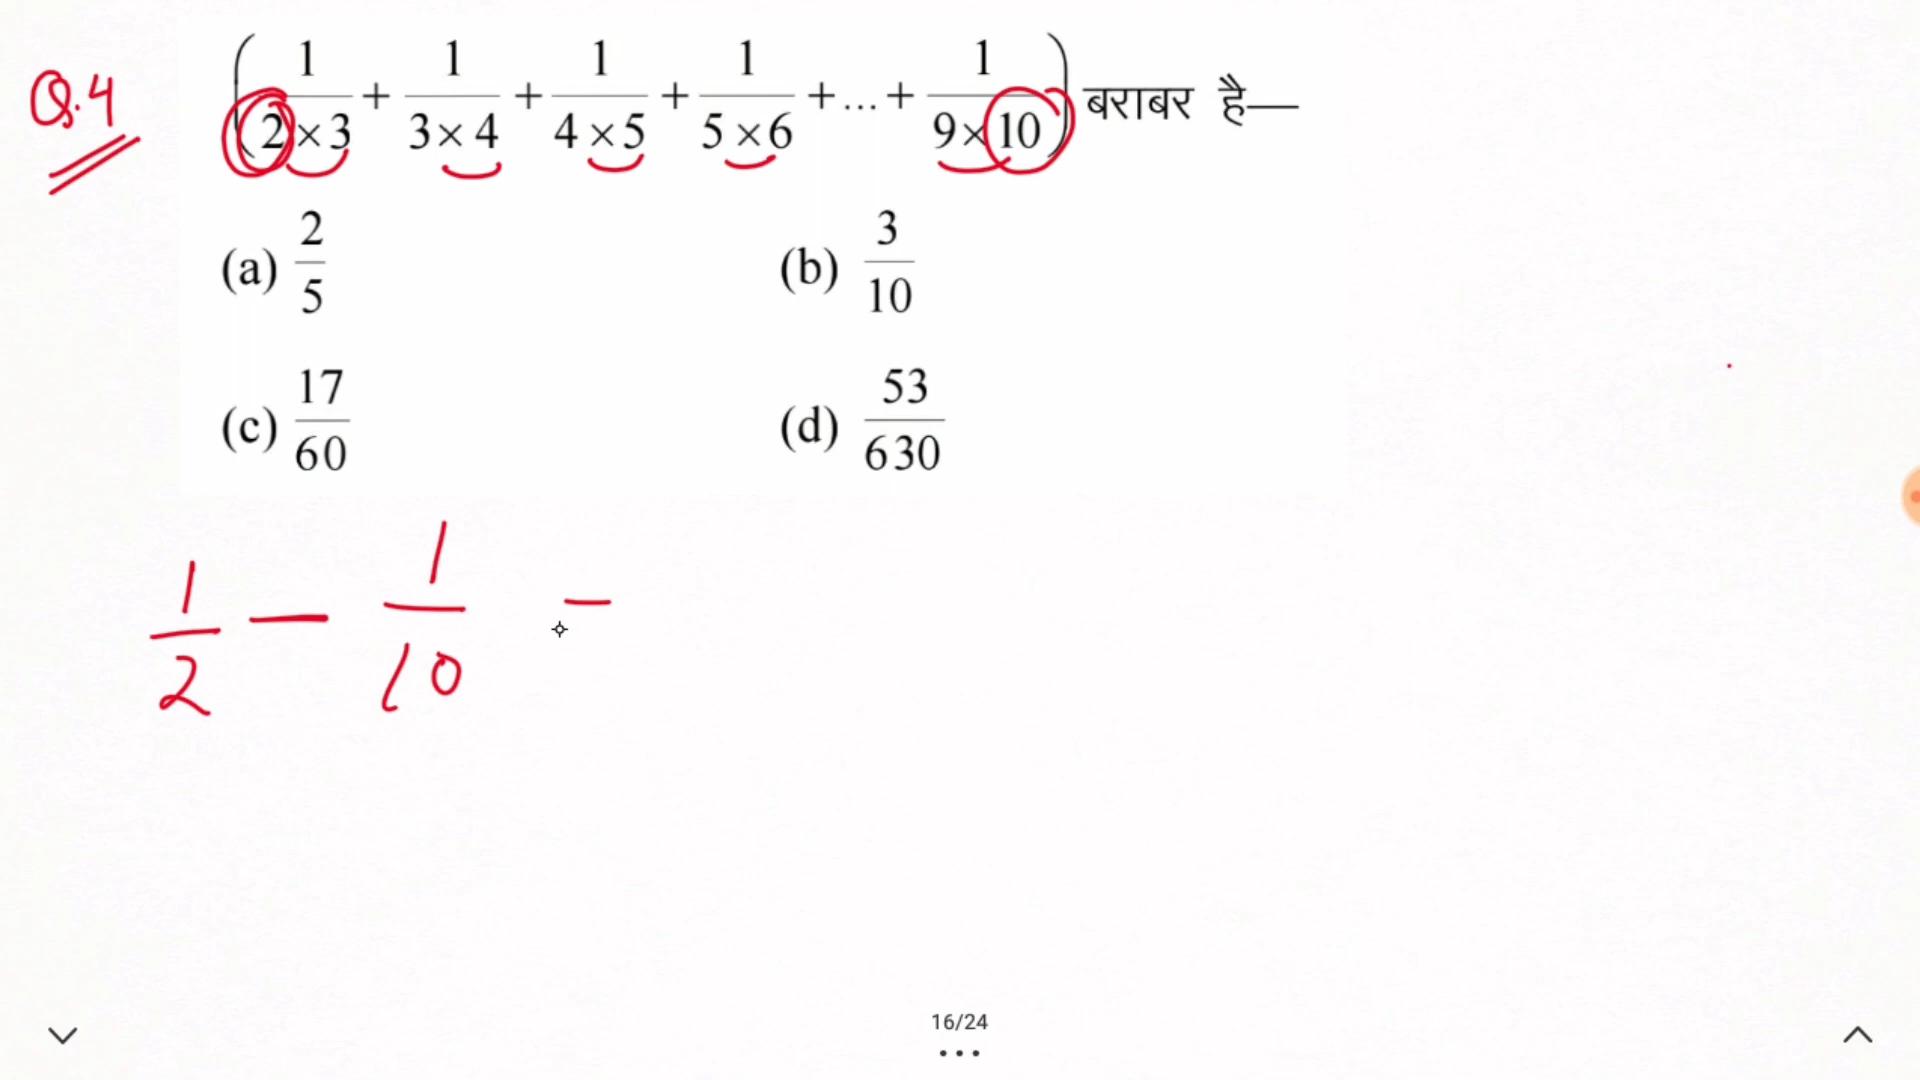 Q.4 (1/2×3 + 1/3×4 + 1/4×5 + 1/5×6 + ... + 1/9×10) बराबर है—
(a) 2/5 (b) 3/10
(c) 17/60 (d) 53/630
1/2 — 1/10 –
16/24